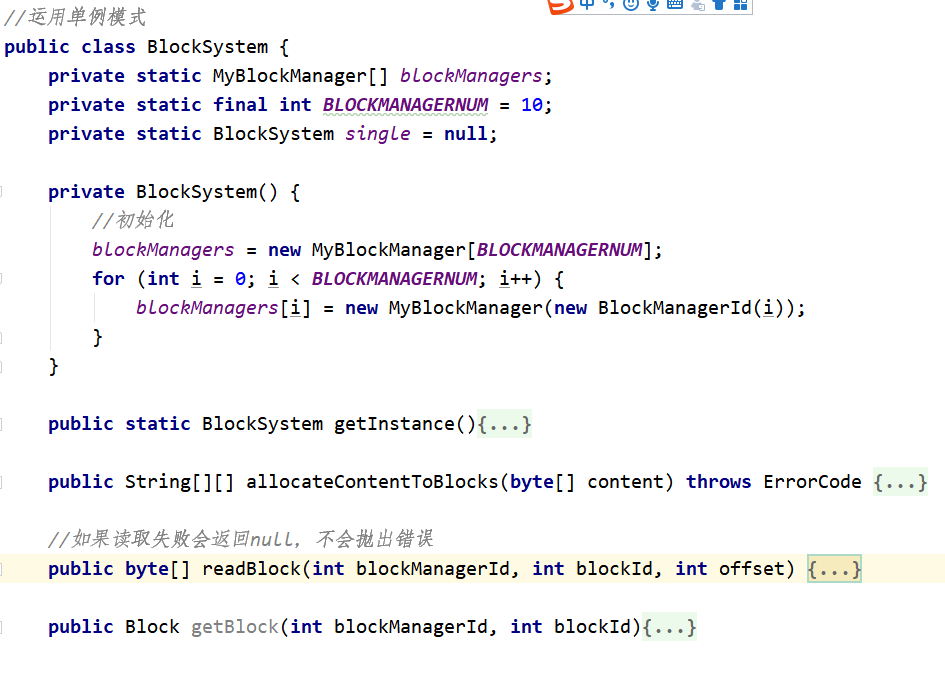 //运用单例模式
中
public class BlockSystem {
    private static MyBlockManager[] blockManagers;
    private static final int BLOCKMANAGERNUM = 10;
    private static BlockSystem single = null;

    private BlockSystem() {
        //初始化
        blockManagers = new MyBlockManager[BLOCKMANAGERNUM];
        for (int i = 0; i < BLOCKMANAGERNUM; i++) {
            blockManagers[i] = new MyBlockManager(new BlockManagerId(i));
        }
    }

    public static BlockSystem getInstance(){...}

    public String[][] allocateContentToBlocks(byte[] content) throws ErrorCode {...}

    //如果读取失败会返回null, 不会抛出错误
    public byte[] readBlock(int blockManagerId, int blockId, int offset) {...}

    public Block getBlock(int blockManagerId, int blockId){...}